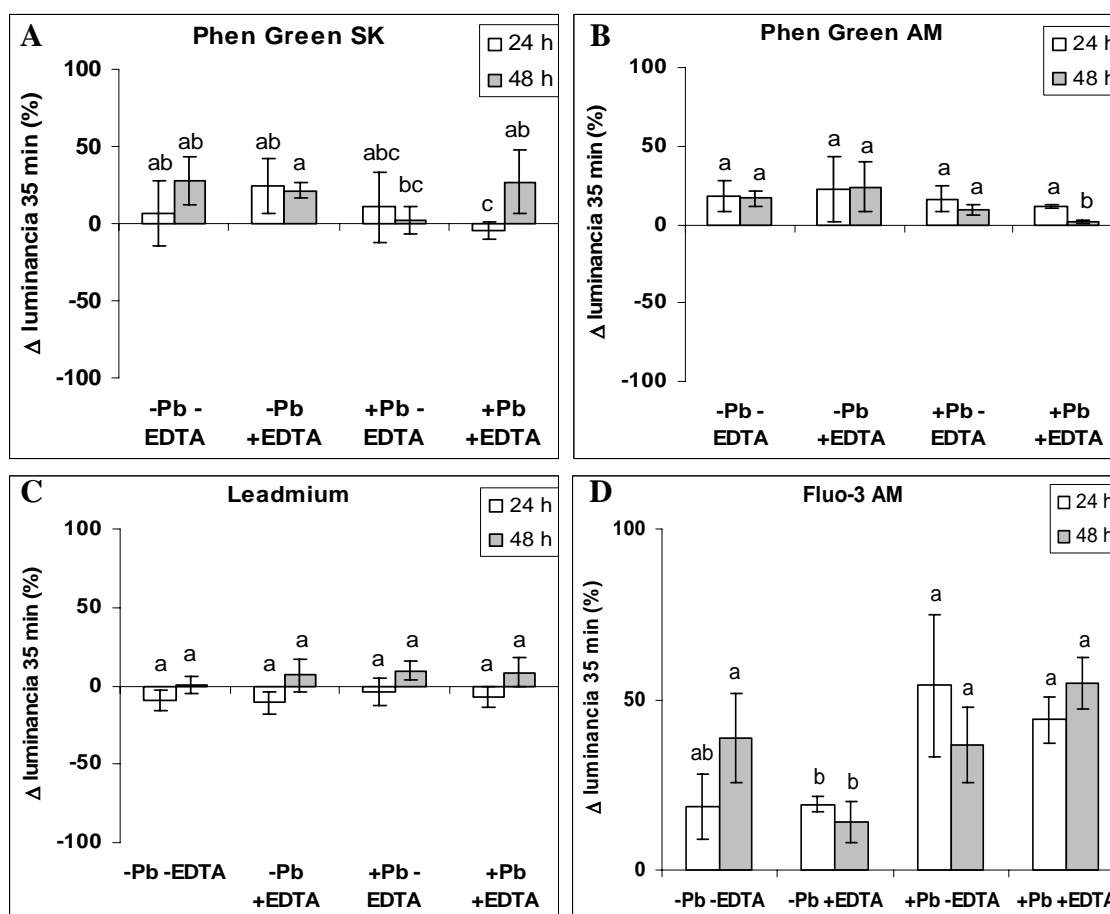 A
Phen Green SK
24 h
48 h
Δ luminancia 35 min (%)
100
50
0
-50
-100
ab
ab
ab
a
abc
bc
c
ab
-Pb -
EDTA
-Pb
+EDTA
+Pb -
EDTA
+Pb
+EDTA
B
Phen Green AM
24 h
48 h
Δ luminancia 35 min (%)
100
50
0
-50
-100
a
a
a
a
a
a
a
b
-Pb -
EDTA
-Pb
+EDTA
+Pb -
EDTA
+Pb
+EDTA
C
Leadmium
24 h
48 h
Δ luminancia 35 min (%)
100
50
0
-50
-100
a
a
a
a
a
a
a
a
-Pb -EDTA
-Pb
+EDTA
+Pb -
EDTA
+Pb
+EDTA
D
Fluo-3 AM
24 h
48 h
Δ luminancia 35 min (%)
100
50
0
ab
a
b
b
a
a
a
a
-Pb -EDTA
-Pb +EDTA
+Pb -EDTA
+Pb +EDTA